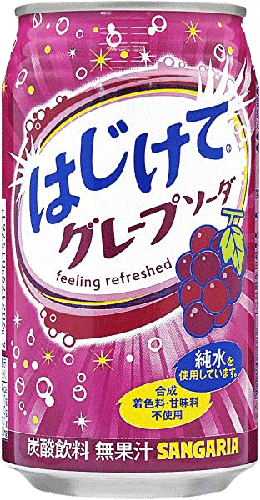 はじけて®
グレープソーダ
feeling refreshed
純水を
使用しています。
合成
着色料・甘味料
不使用
炭酸飲料 無果汁 SANGARIA